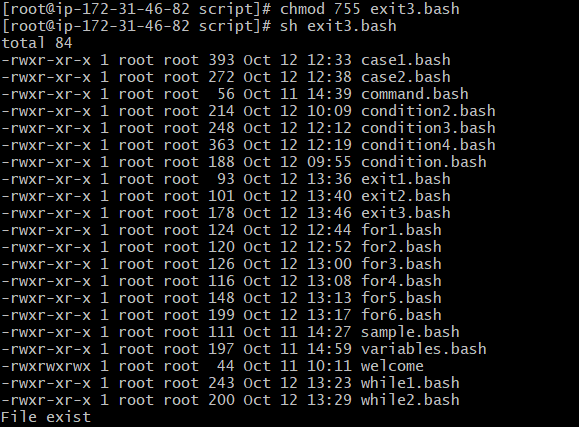 [root@ip-172-31-46-82 script]# chmod 755 exit3.bash
[root@ip-172-31-46-82 script]# sh exit3.bash
total 84
-rwxr-xr-x 1 root root 393 Oct 12 12:33 case1.bash
-rwxr-xr-x 1 root root 272 Oct 12 12:38 case2.bash
-rwxr-xr-x 1 root root  56 Oct 11 14:39 command.bash
-rwxr-xr-x 1 root root 214 Oct 12 10:09 condition2.bash
-rwxr-xr-x 1 root root 248 Oct 12 12:12 condition3.bash
-rwxr-xr-x 1 root root 363 Oct 12 12:19 condition4.bash
-rwxr-xr-x 1 root root 188 Oct 12 09:55 condition.bash
-rwxr-xr-x 1 root root  93 Oct 12 13:36 exit1.bash
-rwxr-xr-x 1 root root 101 Oct 12 13:40 exit2.bash
-rwxr-xr-x 1 root root 178 Oct 12 13:46 exit3.bash
-rwxr-xr-x 1 root root 124 Oct 12 12:44 for1.bash
-rwxr-xr-x 1 root root 120 Oct 12 12:52 for2.bash
-rwxr-xr-x 1 root root 126 Oct 12 13:00 for3.bash
-rwxr-xr-x 1 root root 116 Oct 12 13:08 for4.bash
-rwxr-xr-x 1 root root 148 Oct 12 13:13 for5.bash
-rwxr-xr-x 1 root root 199 Oct 12 13:17 for6.bash
-rwxr-xr-x 1 root root 111 Oct 11 14:27 sample.bash
-rwxr-xr-x 1 root root 197 Oct 11 14:59 variables.bash
-rwxrwxrwx 1 root root  44 Oct 11 10:11 welcome
-rwxr-xr-x 1 root root 243 Oct 12 13:23 while1.bash
-rwxr-xr-x 1 root root 200 Oct 12 13:29 while2.bash
File exist